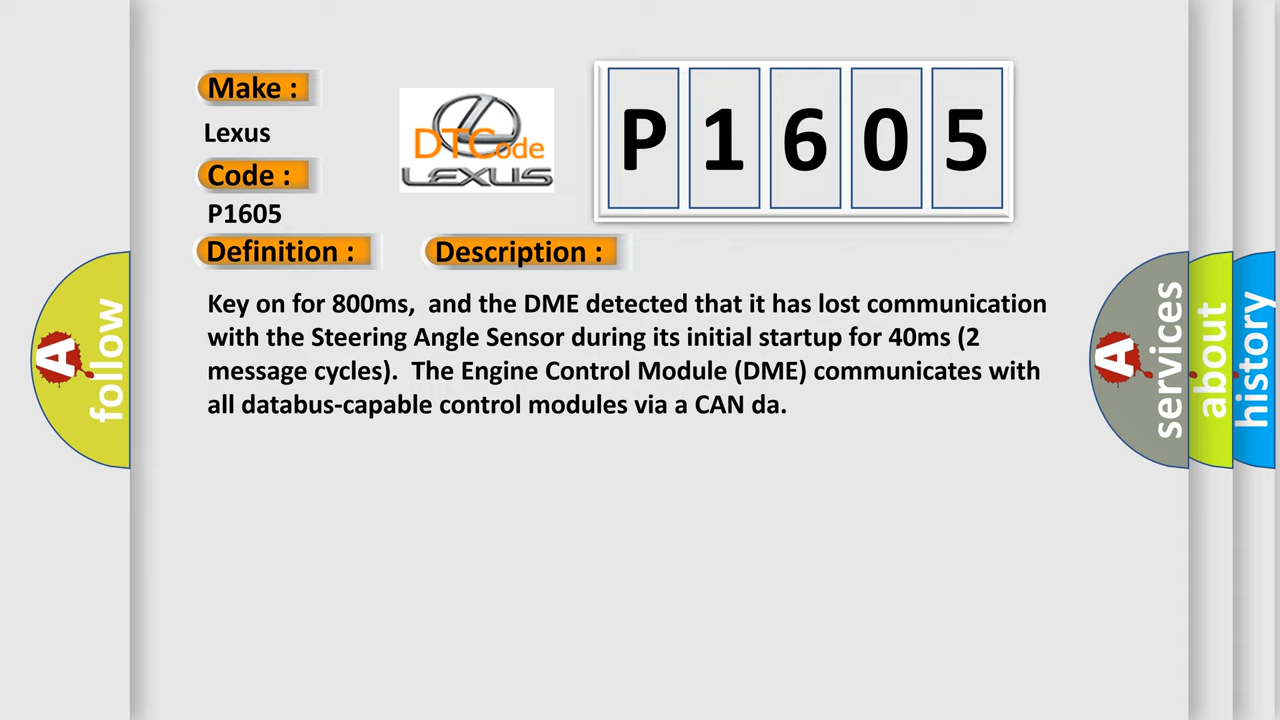 Make :
Lexus
Code :
P1605
Definition :
Description :
DTCode
LEXUS
P 1 6 0 5
Key on for 800ms,  and the DME detected that it has lost communication
with the Steering Angle Sensor during its initial startup for 40ms (2
message cycles).  The Engine Control Module (DME) communicates with
all databus-capable control modules via a CAN da.
A follow
A services
about
history